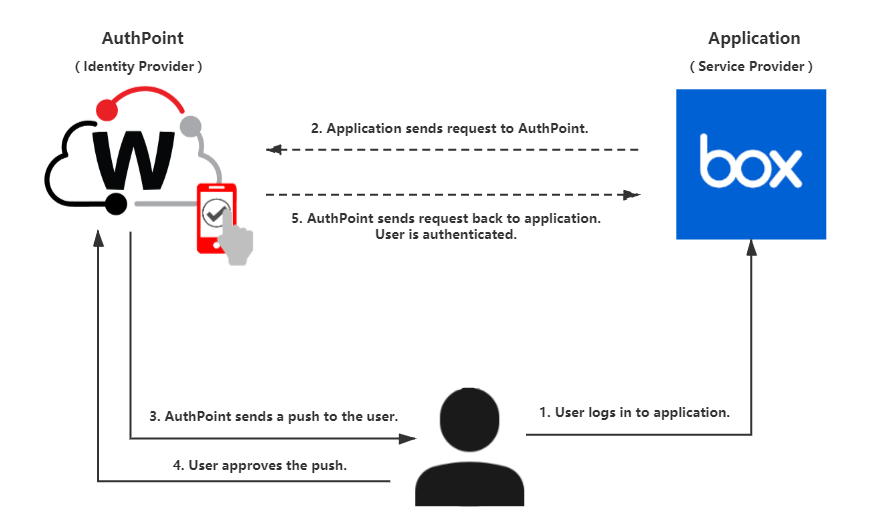 AuthPoint
( Identity Provider )
Application
( Service Provider )
W
box
2. Application sends request to AuthPoint.
5. AuthPoint sends request back to application.
User is authenticated.
3. AuthPoint sends a push to the user.
1. User logs in to application.
4. User approves the push.